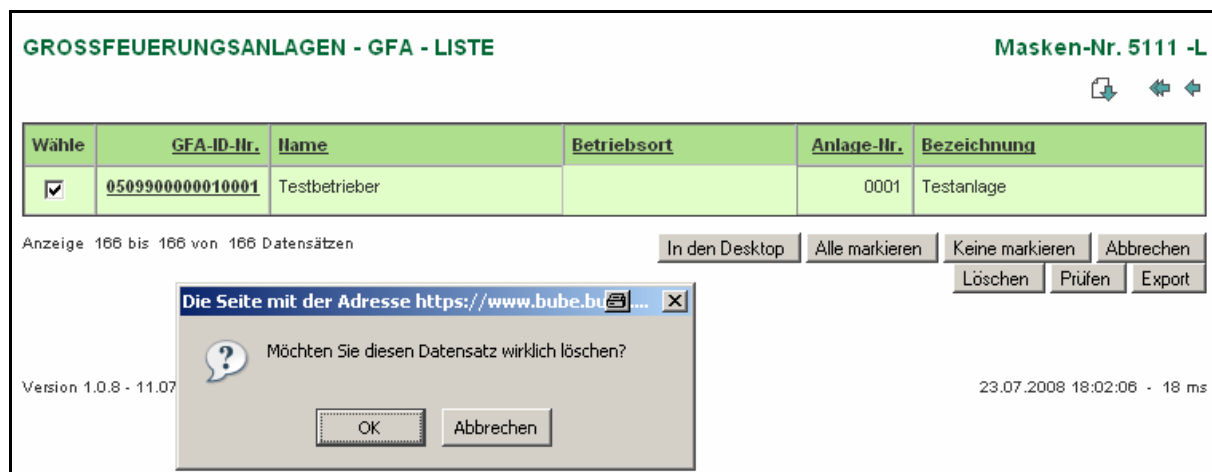 GROSSFEUERUNGSANLAGEN - GFA - LISTE Masken-Nr. 5111 -L
Wähle GFA-ID-Nr. Name Betriebsort Anlage-Nr. Bezeichnung
0509900000010001 Testbetrieber 0001 Testanlage
Anzeige 166 bis 166 von 166 Datensätzen In den Desktop Alle markieren Keine markieren Abbrechen
Löschen Prüfen Export
Die Seite mit der Adresse https://www.bube.bu....
Möchten Sie diesen Datensatz wirklich löschen?
Version 1.0.8 - 11.07 23.07.2008 18:02:06 - 18 ms
OK Abbrechen